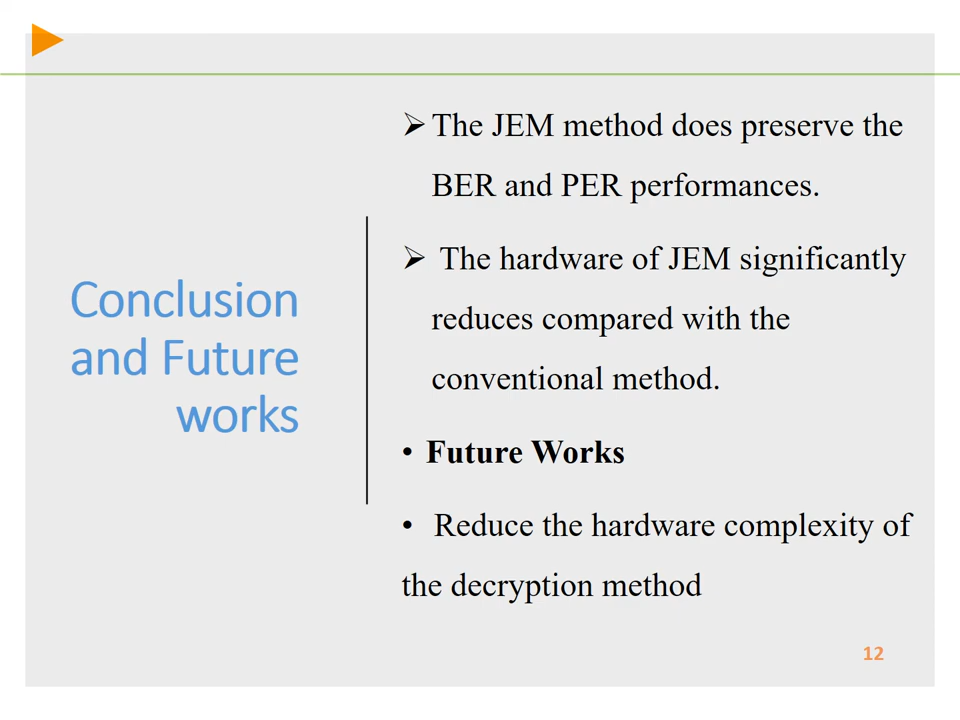 Conclusion
and Future
works
➢ The JEM method does preserve the
BER and PER performances.
➢ The hardware of JEM significantly
reduces compared with the
conventional method.
• Future Works
• Reduce the hardware complexity of
the decryption method
12